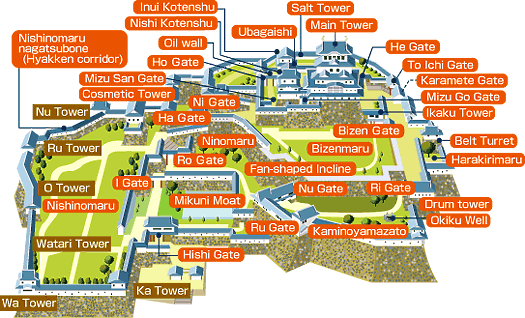 Inui Kotenshu
Salt Tower
Nishi Kotenshu
Main Tower
Nishinomaru
nagatsubone
(Hyakken corridor)
Ubagaishi
Oil wall
He Gate
Ho Gate
To Ichi Gate
Mizu San Gate
Karamete Gate
Cosmetic Tower
Mizu Go Gate
Ni Gate
Ikaku Tower
Nu Tower
Ha Gate
Bizen Gate
Belt Turret
Ru Tower
Ninomaru
Bizenmaru
Harakirimaru
Ro Gate
Fan-shaped Incline
O Tower
I Gate
Nu Gate
Ri Gate
Nishinomaru
Mikuni Moat
Drum tower
Okiku Well
Watari Tower
Ru Gate
Kaminoyamazato
Hishi Gate
Ka Tower
Wa Tower